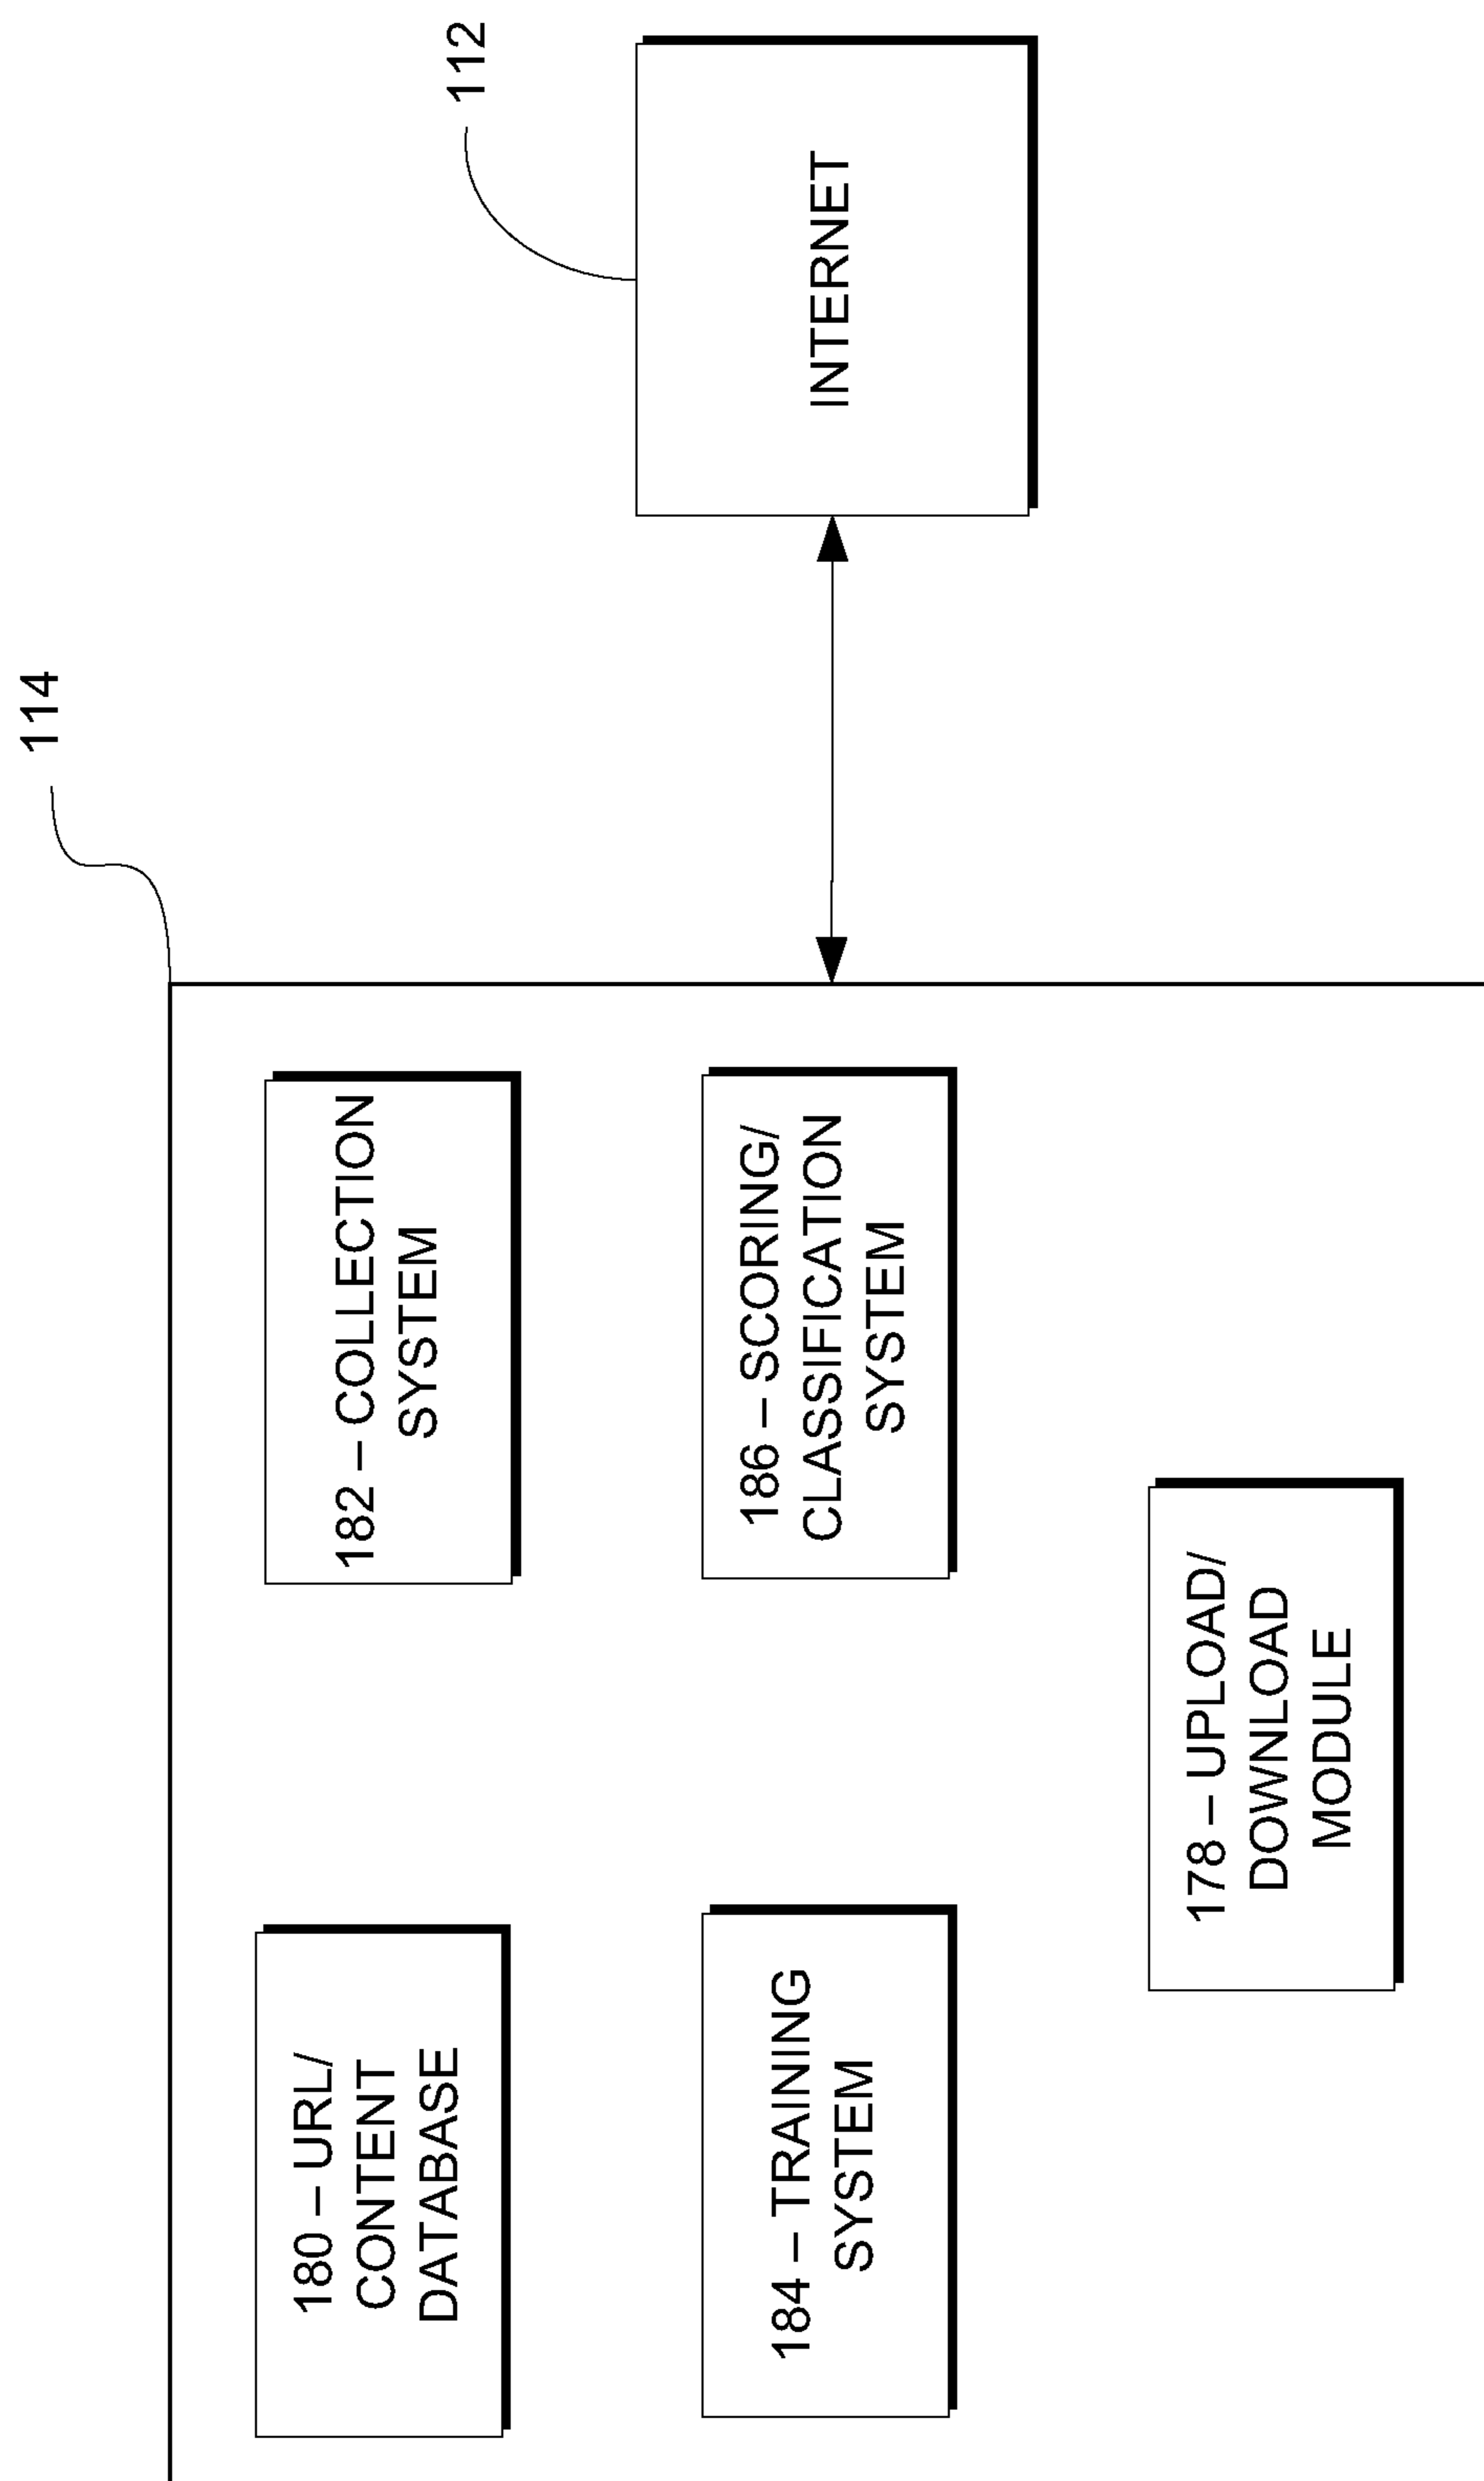 114
112
180 – URL/
CONTENT
DATABASE
182 – COLLECTION
SYSTEM
INTERNET
184 – TRAINING
SYSTEM
186 – SCORING/
CLASSIFICATION
SYSTEM
178 – UPLOAD/
DOWNLOAD
MODULE